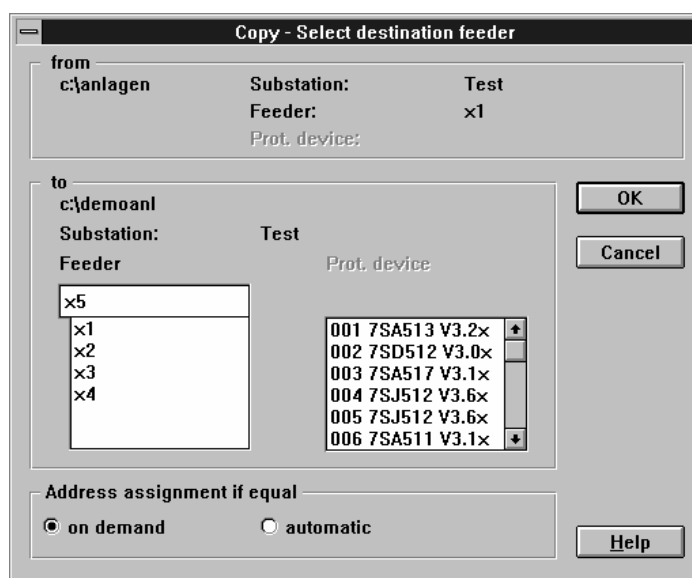 Copy - Select destination feeder
from
c:\anlagen Substation: Test
Feeder: x1
Prot. device:
to
c:\demoanl
Substation: Test
Feeder Prot. device
x5
x1
x2
x3
x4
001 7SA513 V3.2x
002 7SD512 V3.0x
003 7SA517 V3.1x
004 7SJ512 V3.6x
005 7SJ512 V3.6x
006 7SA511 V3.1x
OK
Cancel
Address assignment if equal
on demand automatic
Help